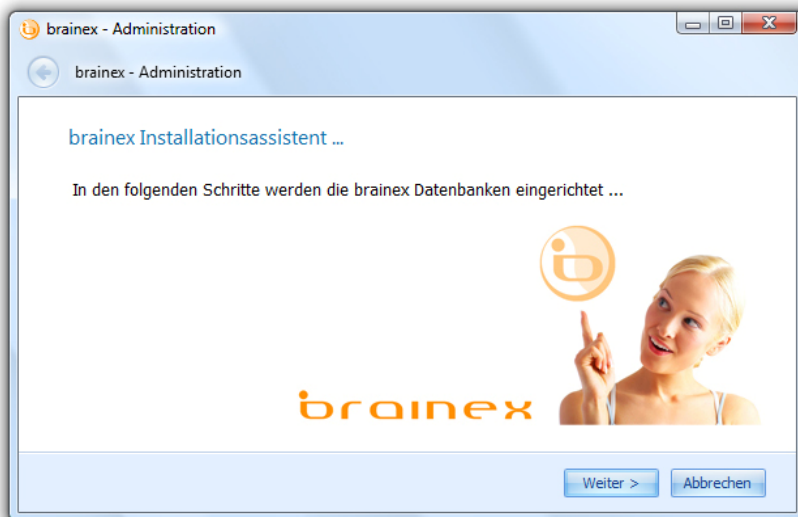 brainex - Administration
brainex - Administration
brainex Installationsassistent ...
In den folgenden Schritte werden die brainex Datenbanken eingerichtet ...
brainex
Weiter >
Abbrechen